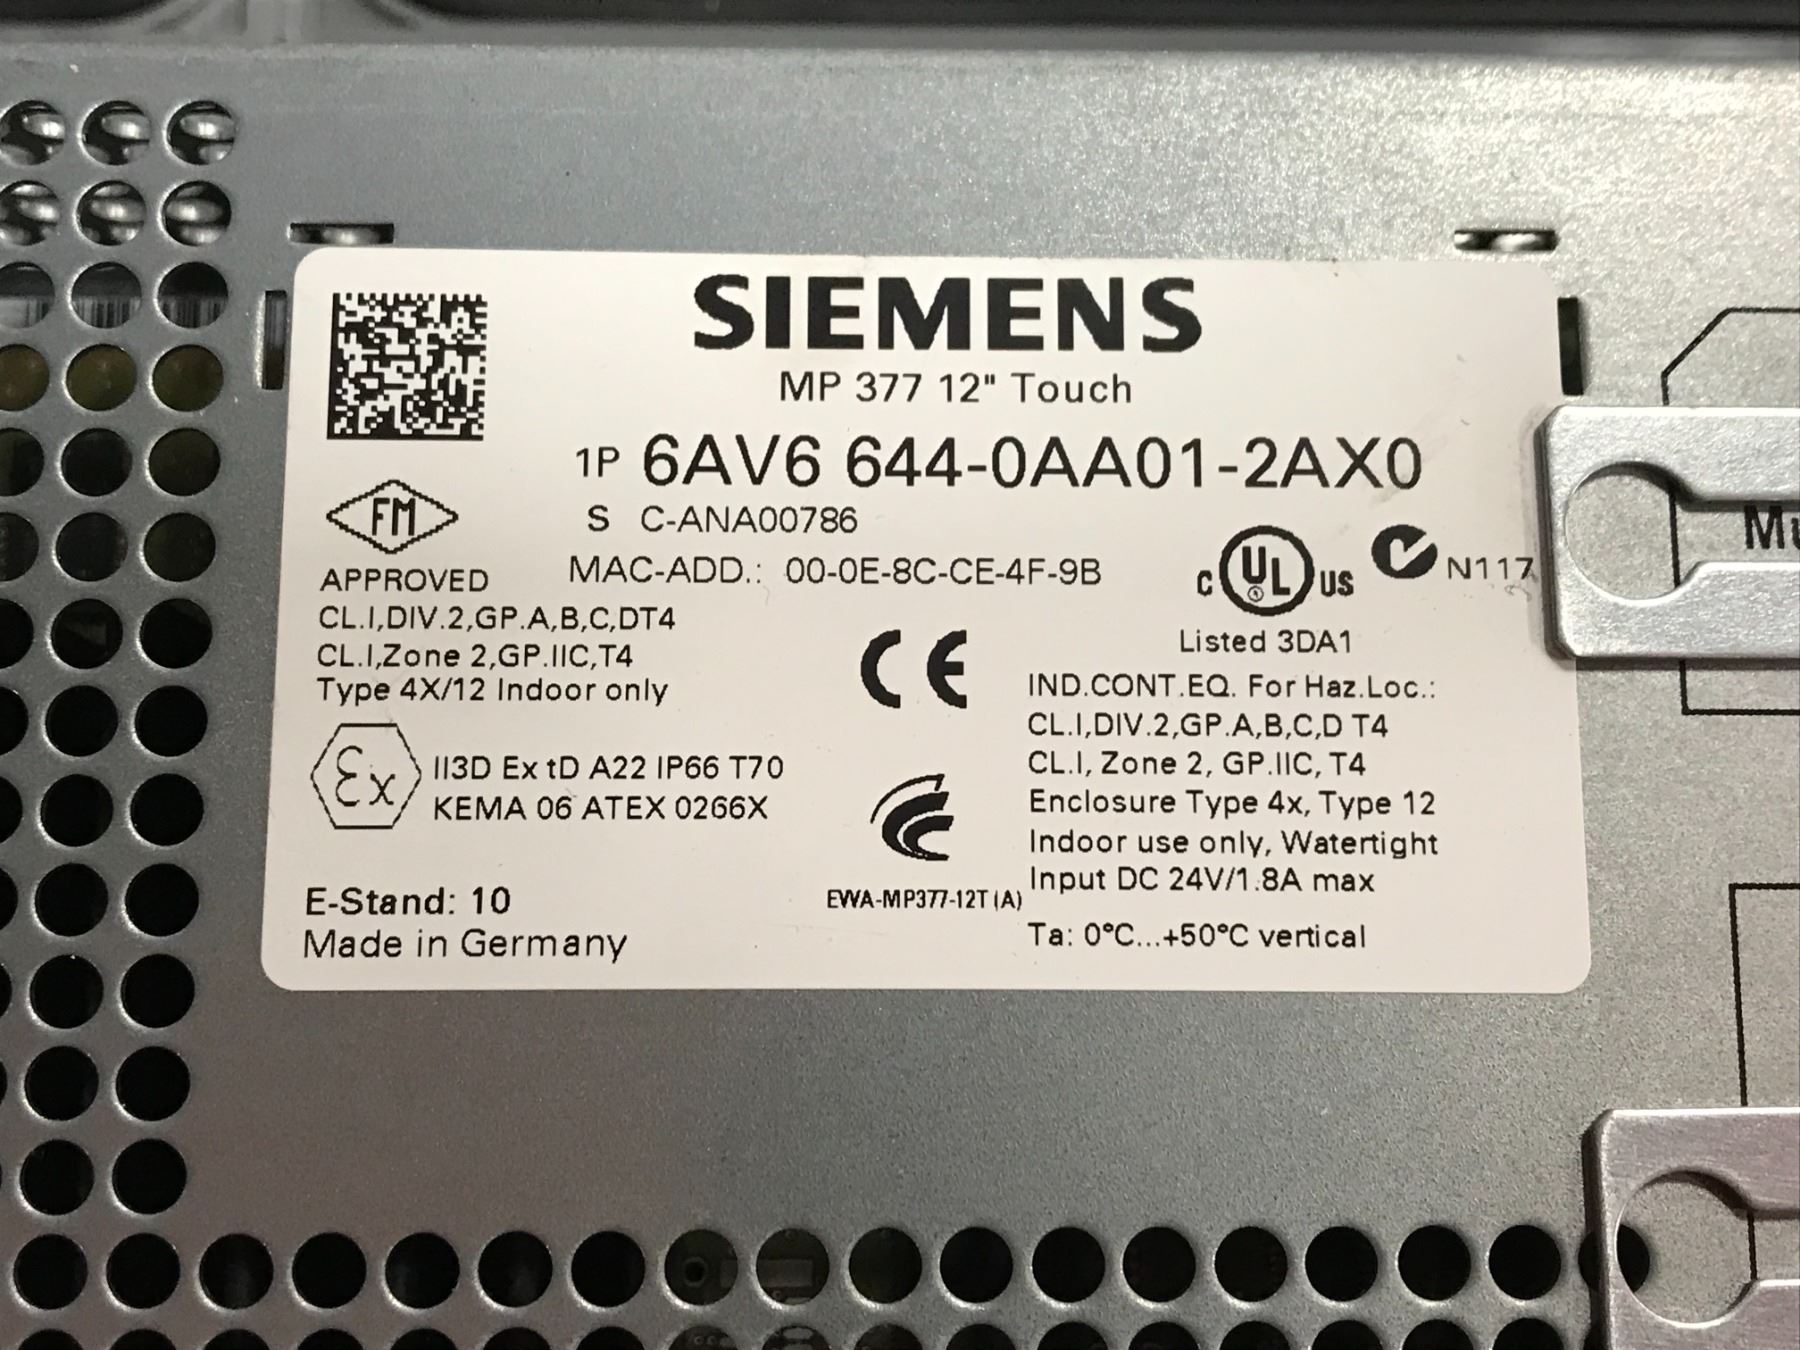 SIEMENS
MP 377 12" Touch
1P 6AV6 644-0AA01-2AX0
S C-ANA00786
MAC-ADD.: 00-0E-8C-CE-4F-9B
FM
APPROVED
CL.I,DIV.2,GP.A,B,C,DT4
CL.I,Zone 2,GP.IIC,T4
Type 4X/12 Indoor only
Ex
II3D Ex tD A22 IP66 T70
KEMA 06 ATEX 0266X
E-Stand: 10
Made in Germany
CE
EWA-MP377-12T(A)
C UL US
N117
Listed 3DA1
IND.CONT.EQ. For Haz.Loc.:
CL.I,DIV.2,GP.A,B,C,D T4
CL.I, Zone 2, GP.IIC, T4
Enclosure Type 4x, Type 12
Indoor use only, Watertight
Input DC 24V/1.8A max
Ta: 0°C...+50°C vertical